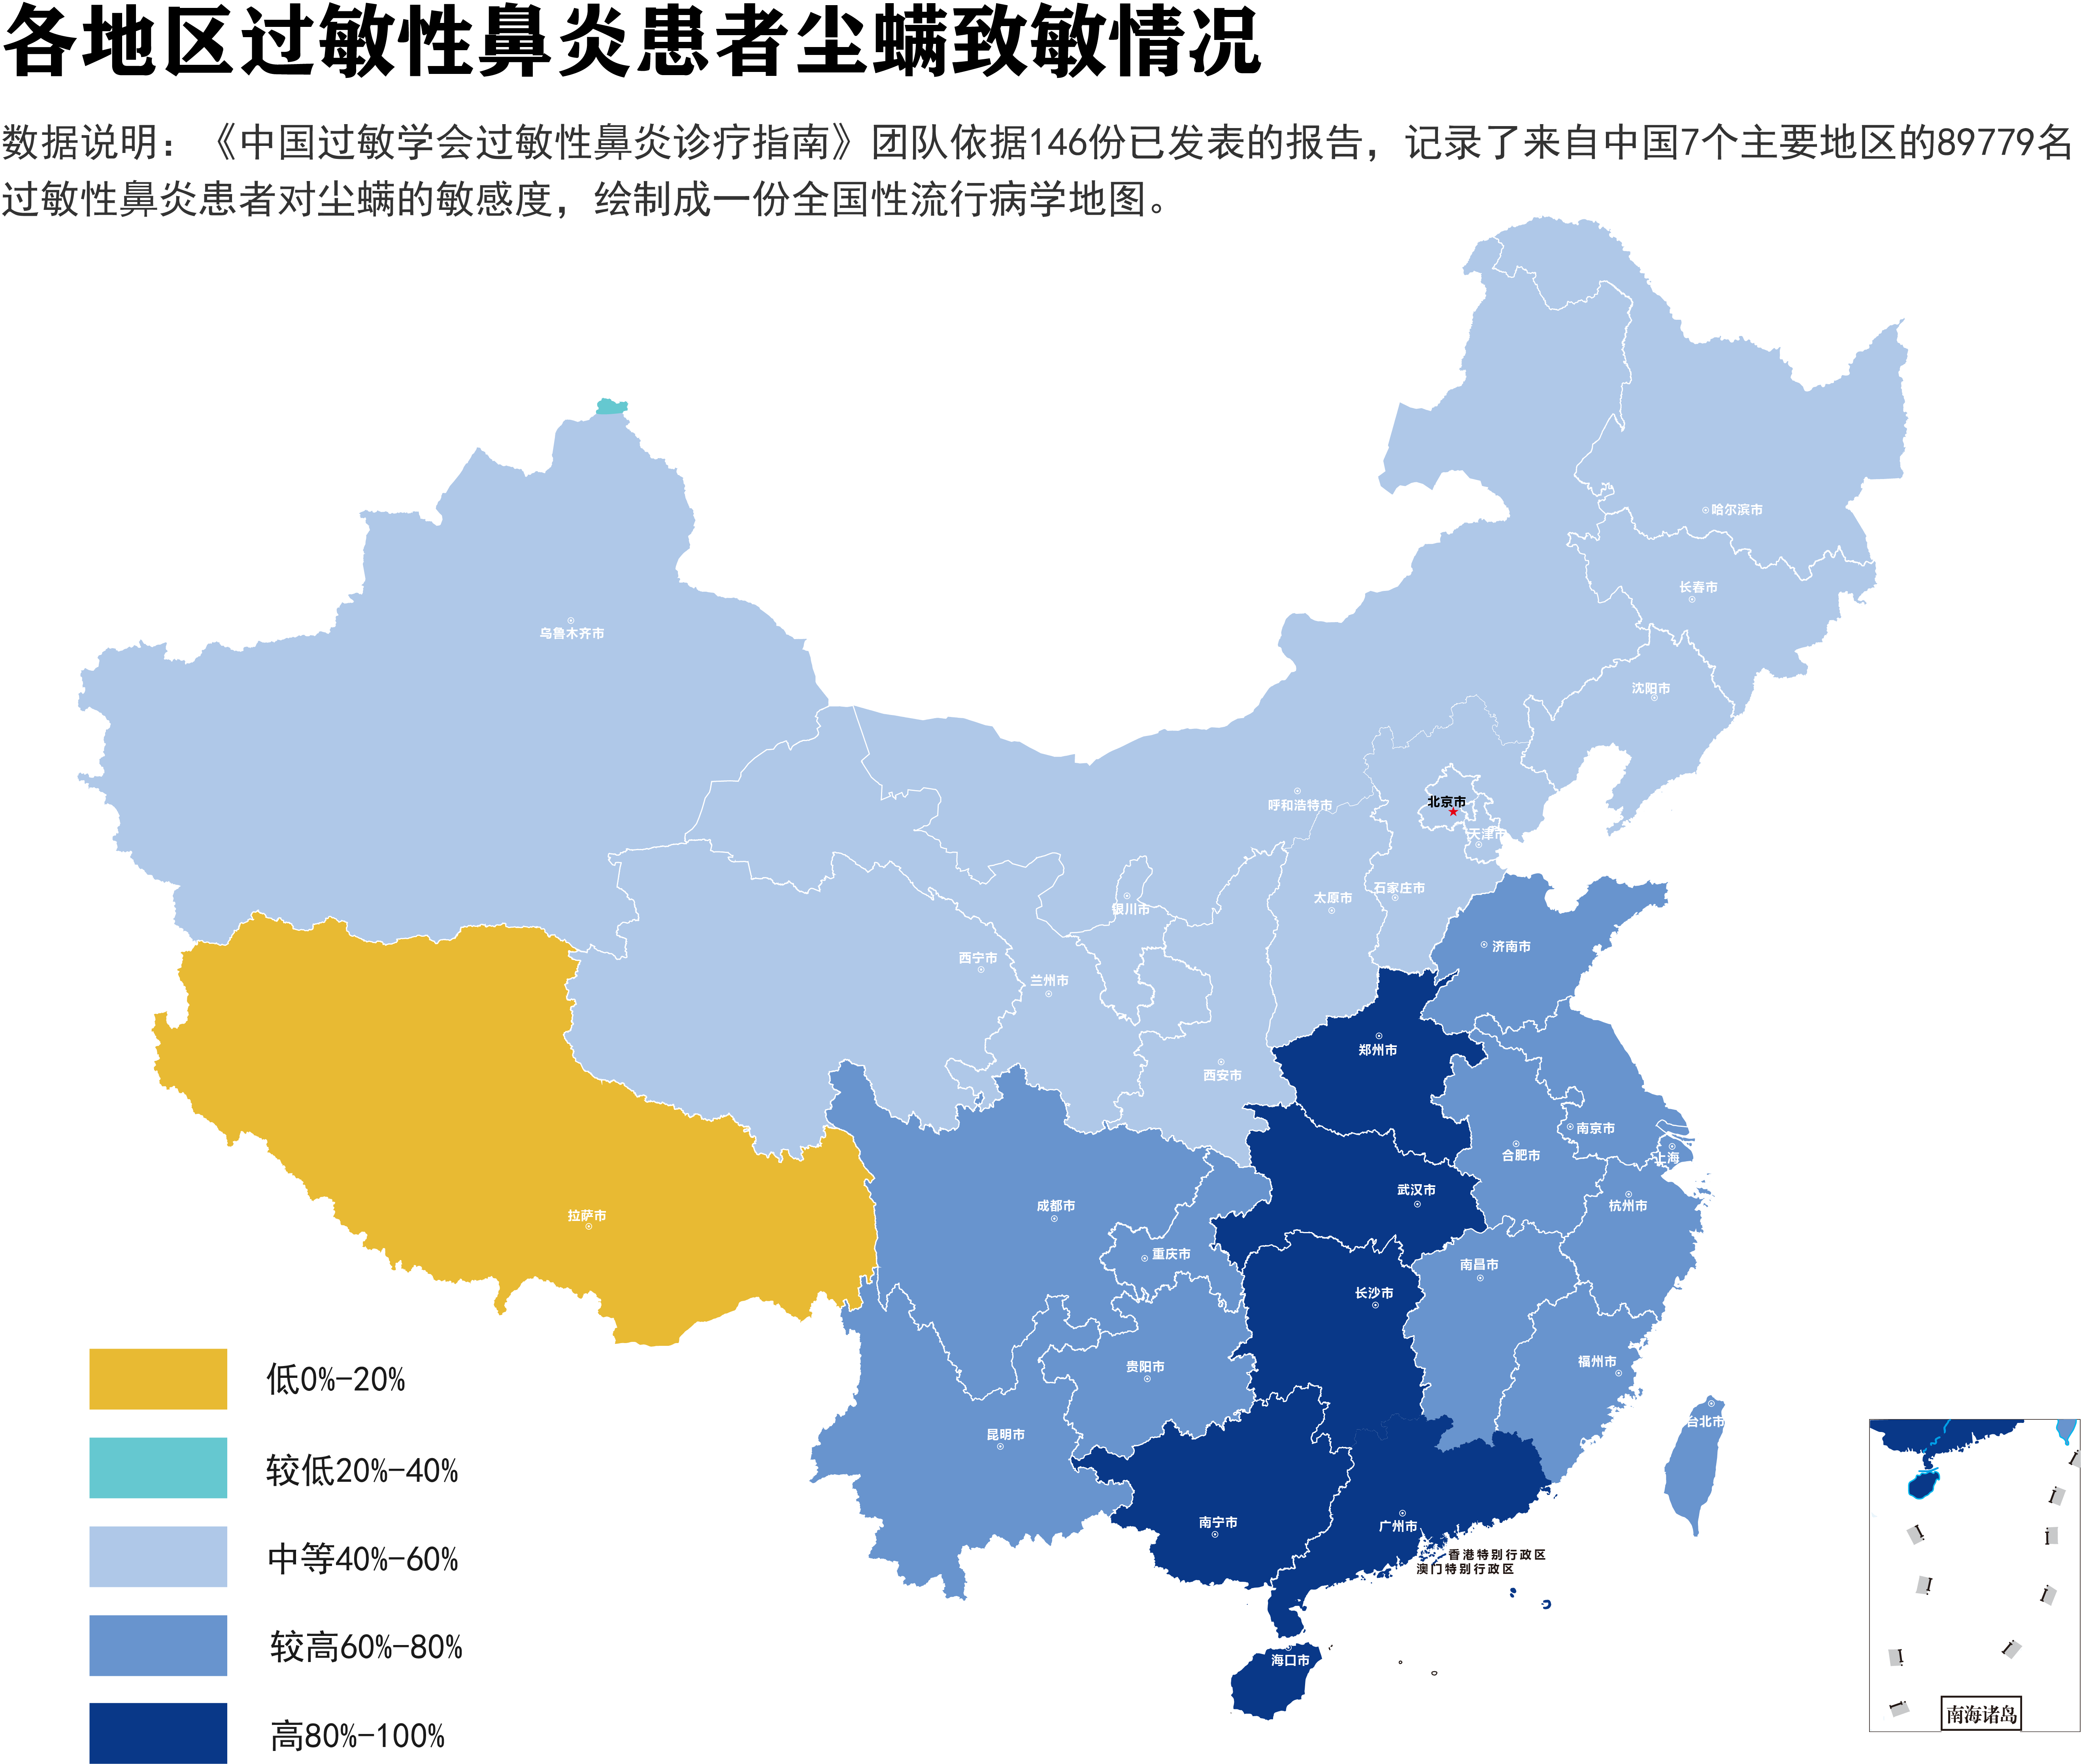 各地区过敏性鼻炎患者尘螨致敏情况
数据说明：《中国过敏学会过敏性鼻炎诊疗指南》团队依据146份已发表的报告，记录了来自中国7个主要地区的89779名
过敏性鼻炎患者对尘螨的敏感度，绘制成一份全国性流行病学地图。
哈尔滨市
长春市
乌鲁木齐市
沈阳市
呼和浩特市
北京市
天津市
石家庄市
太原市
银川市
济南市
西宁市
兰州市
郑州市
西安市
南京市
合肥市
上海
武汉市
杭州市
成都市
拉萨市
重庆市
南昌市
长沙市
福州市
贵阳市
台北市
昆明市
南宁市
广州市
香港特别行政区
澳门特别行政区
海口市
南海诸岛
低0%-20%
较低20%-40%
中等40%-60%
较高60%-80%
高80%-100%